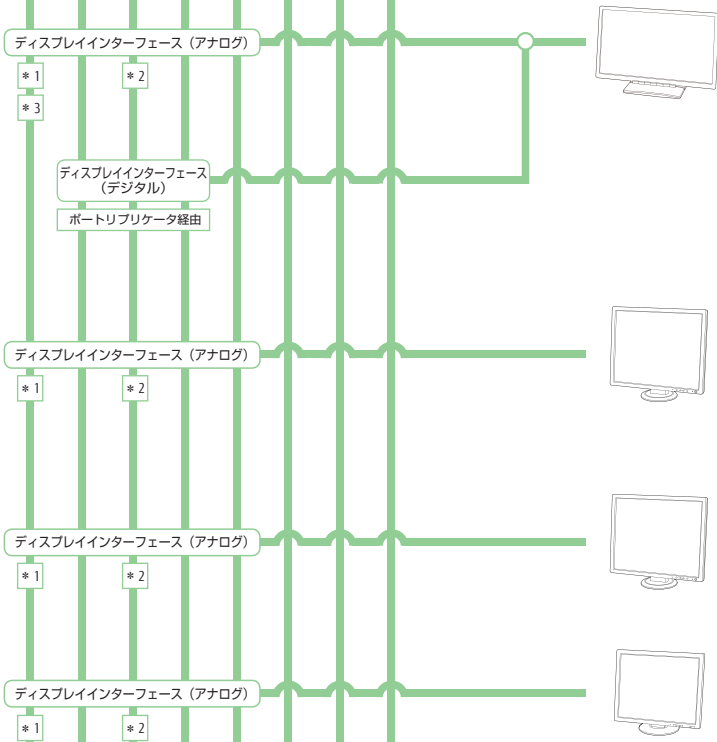 ディスプレイインターフェース（アナログ）
＊1 ＊2
＊3
ディスプレイインターフェース
（デジタル）
ポートリプリケータ経由
ディスプレイインターフェース（アナログ）
＊1 ＊2
ディスプレイインターフェース（アナログ）
＊1 ＊2
ディスプレイインターフェース（アナログ）
＊1 ＊2